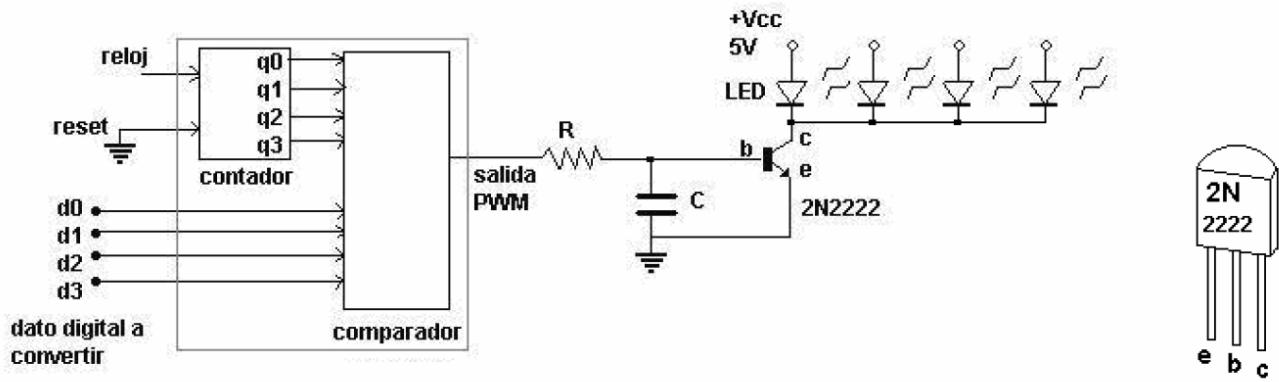 reloj
reset
q0
q1
q2
q3
contador
d0
d1
d2
d3
dato digital a
convertir
comparador
salida
PWM
R
C
+Vcc
5V
LED
b
c
e
2N2222
2N
2222
e b c